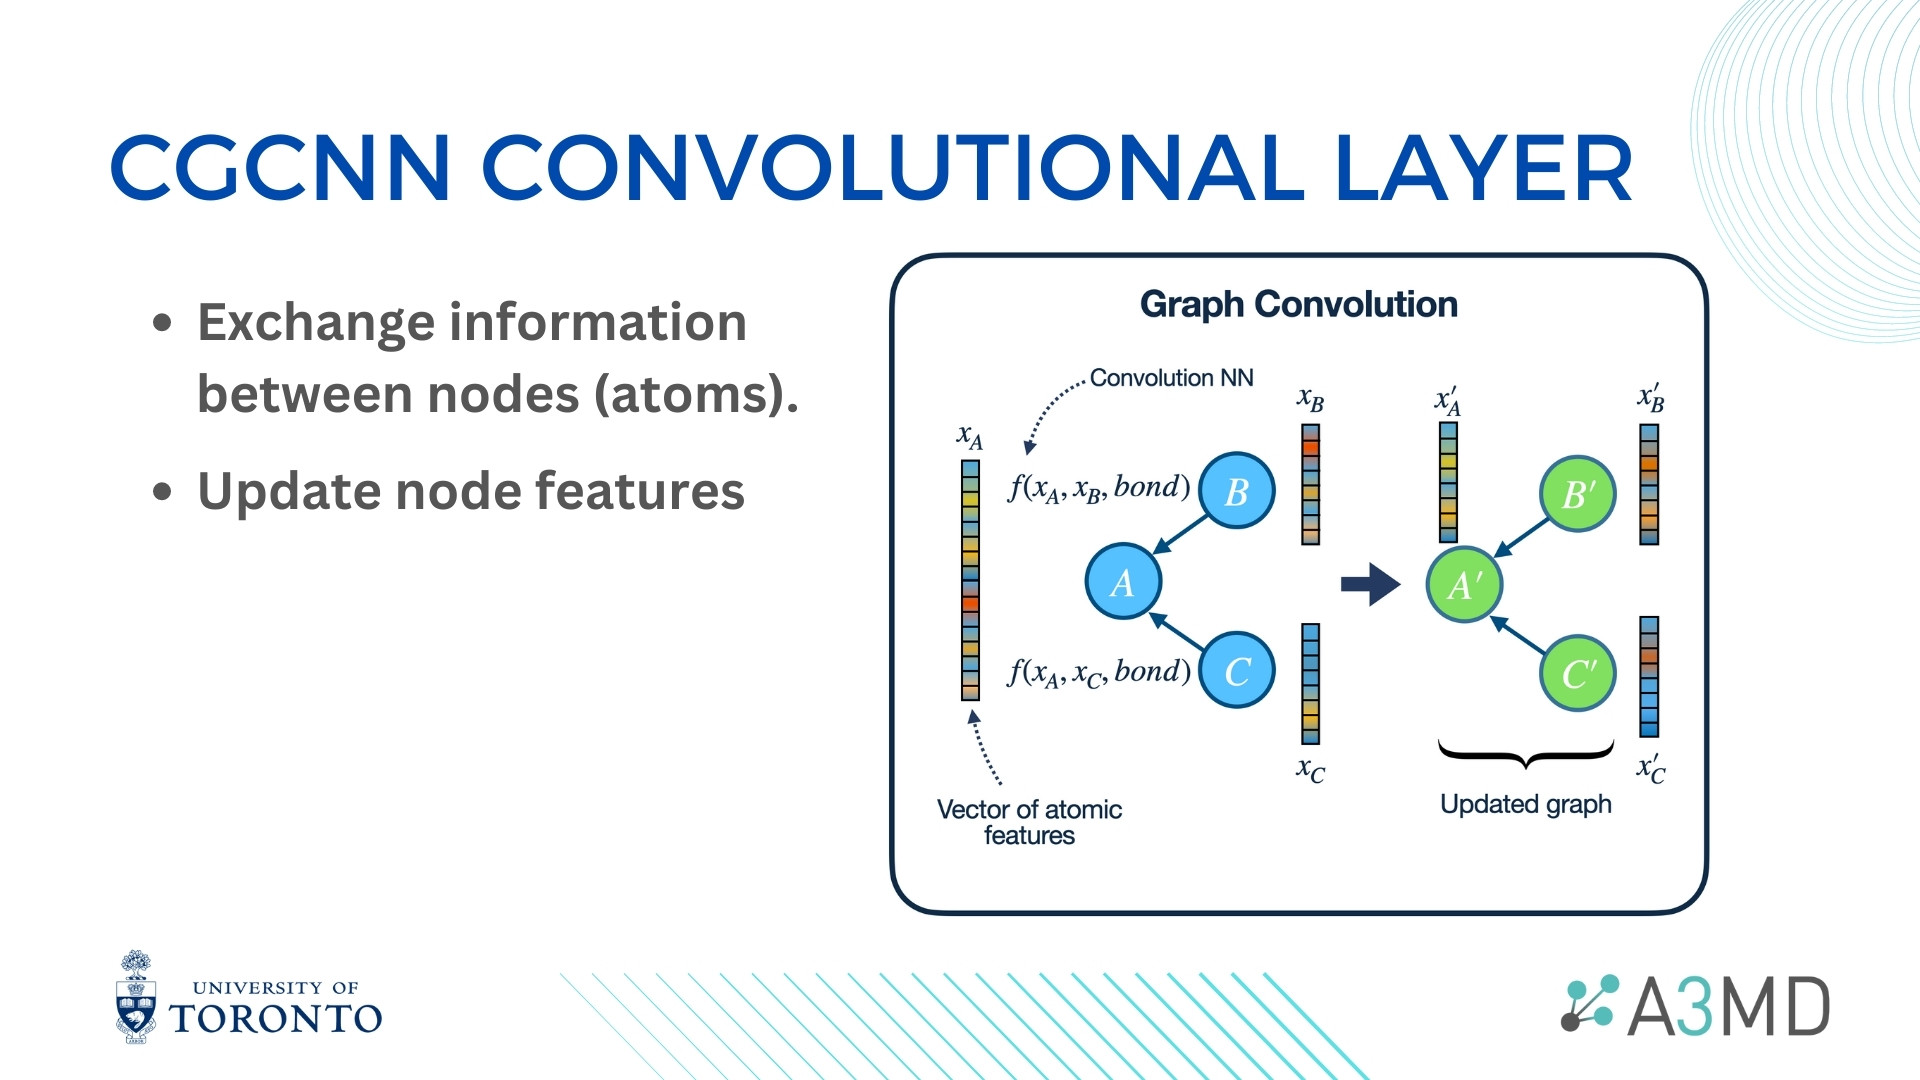 CGCNN CONVOLUTIONAL LAYER
• Exchange information
between nodes (atoms).
• Update node features
Graph Convolution
Convolution NN
x_A
x_B
x'_A
x'_B
f(x_A, x_B, bond)
B
B'
A
A'
f(x_A, x_C, bond)
C
C'
x_C
x'_C
Vector of atomic
features
Updated graph
UNIVERSITY OF
TORONTO
A3MD